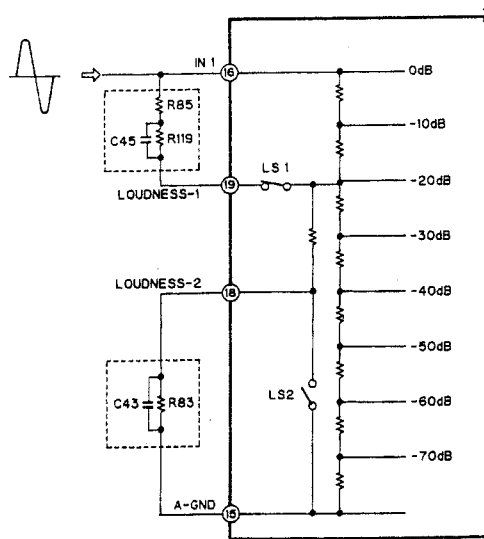 IN 1
16
0dB
R85
-10dB
C45
R119
LS 1
-20dB
19
LOUDNESS-1
-30dB
LOUDNESS-2
18
-40dB
-50dB
C43
R83
LS2
-60dB
-70dB
A-GND
15